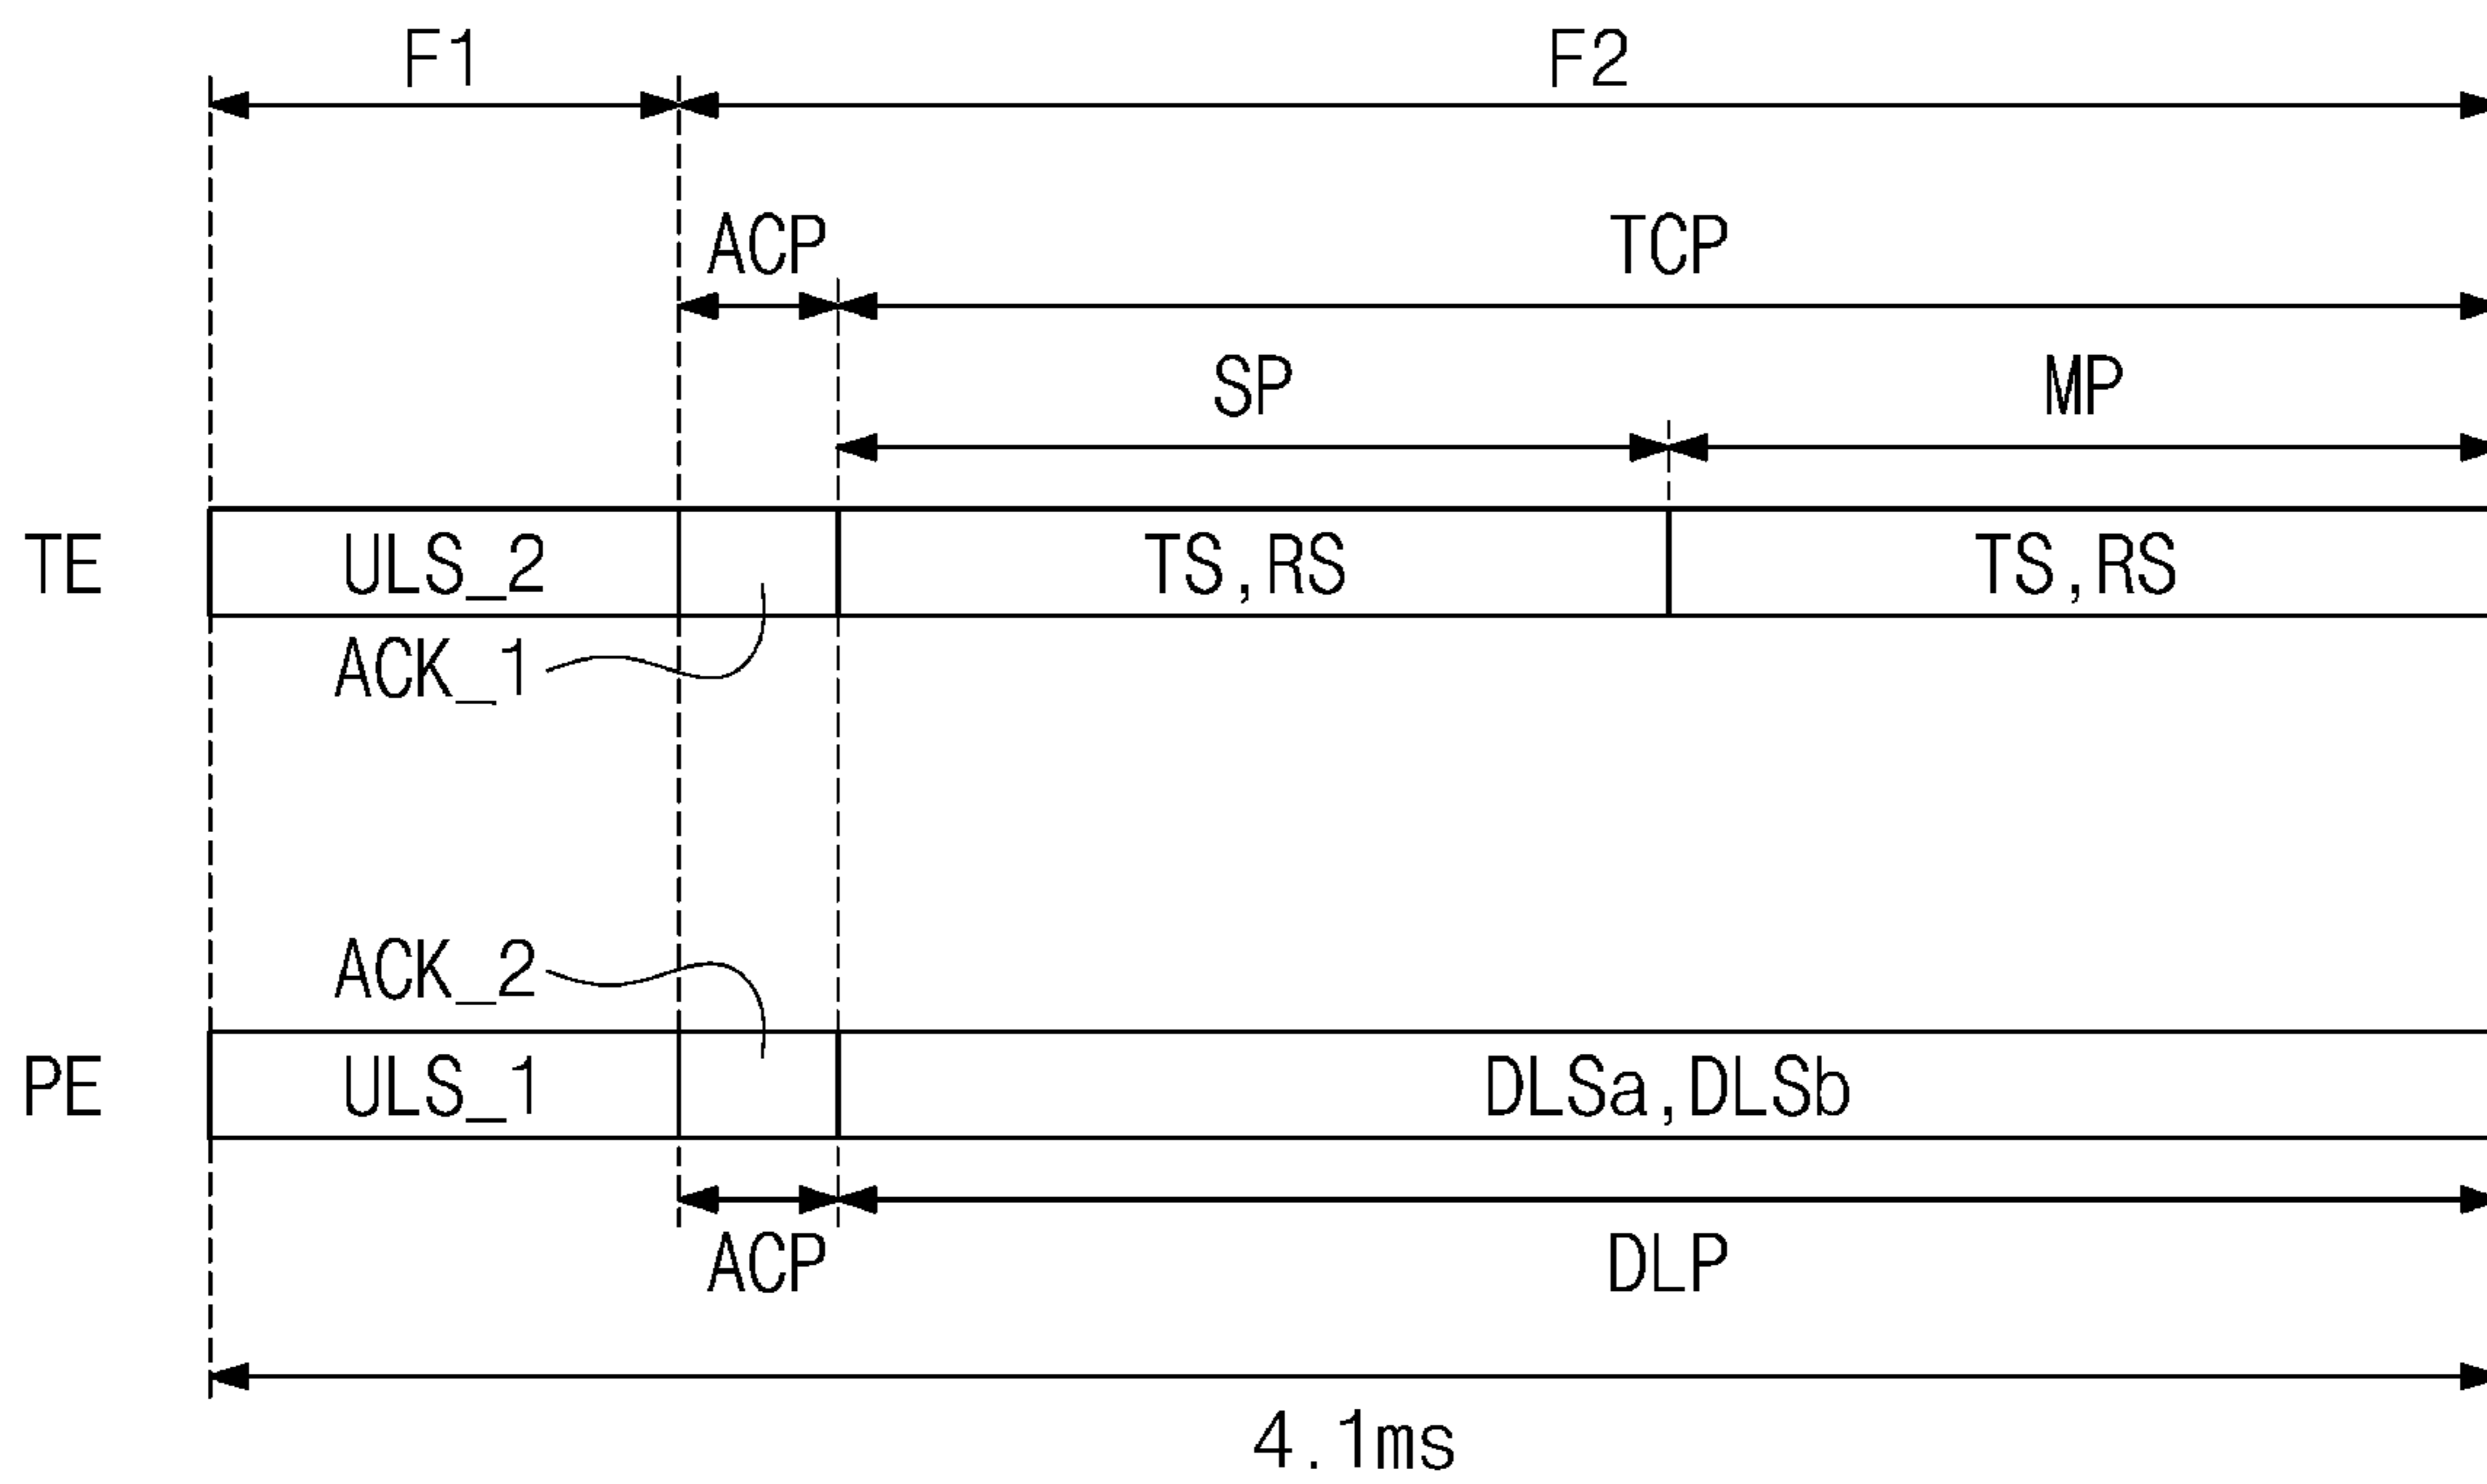 F1 F2
ACP TCP
SP MP
TE ULS_2 TS,RS TS,RS
ACK_1
ACK_2
PE ULS_1 DLSa,DLSb
ACP DLP
4.1ms